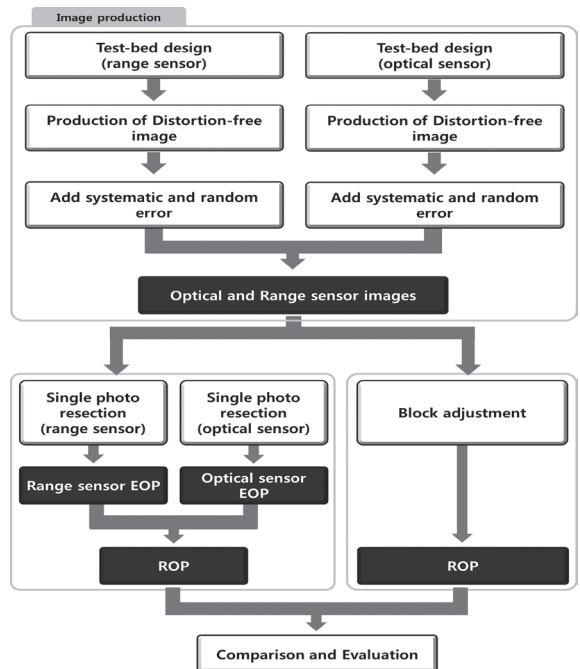 Image production
Test-bed design
(range sensor)
Test-bed design
(optical sensor)
Production of Distortion-free
image
Production of Distortion-free
image
Add systematic and random
error
Add systematic and random
error
Optical and Range sensor images
Single photo
resection
(range sensor)
Single photo
resection
(optical sensor)
Block adjustment
Range sensor EOP
Optical sensor
EOP
ROP
ROP
Comparison and Evaluation